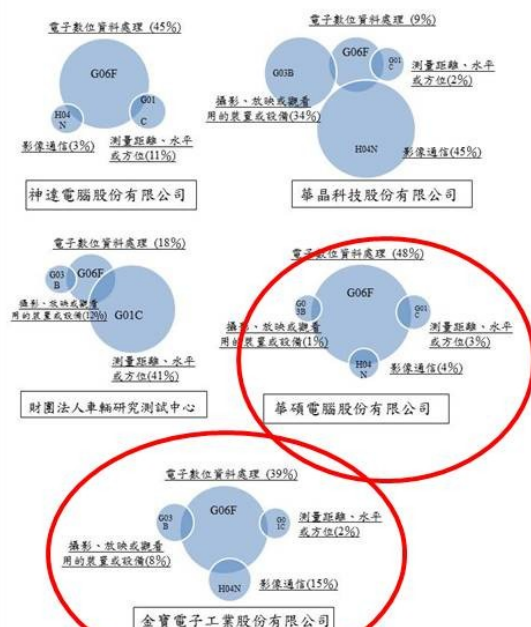 電子數位資料處理 (45%)
G06F
H04
N
G01
C
影像通信(3%)
測量距離、水平
或方位(11%)
神達電腦股份有限公司
電子數位資料處理 (9%)
G03B
G06F
G01
C
測量距離、水平
或方位(2%)
攝影、放映或觀看
用的裝置或設備(34%)
H04N
影像通信(45%)
華晶科技股份有限公司
電子數位資料處理 (18%)
G03
B
G06F
攝影、放映或觀看
用的裝置或設備(12%)
G01C
測量距離、水平
或方位(41%)
財團法人車輛研究測試中心
電子數位資料處理 (48%)
G06F
G0
3B
G01
C
攝影、放映或觀看
用的裝置或設備(1%)
測量距離、水平
或方位(3%)
H04
N
影像通信(4%)
華碩電腦股份有限公司
電子數位資料處理 (39%)
G06F
G03
B
G0
1C
測量距離、水平
或方位(2%)
攝影、放映或觀看
用的裝置或設備(8%)
H04N
影像通信(15%)
金寶電子工業股份有限公司